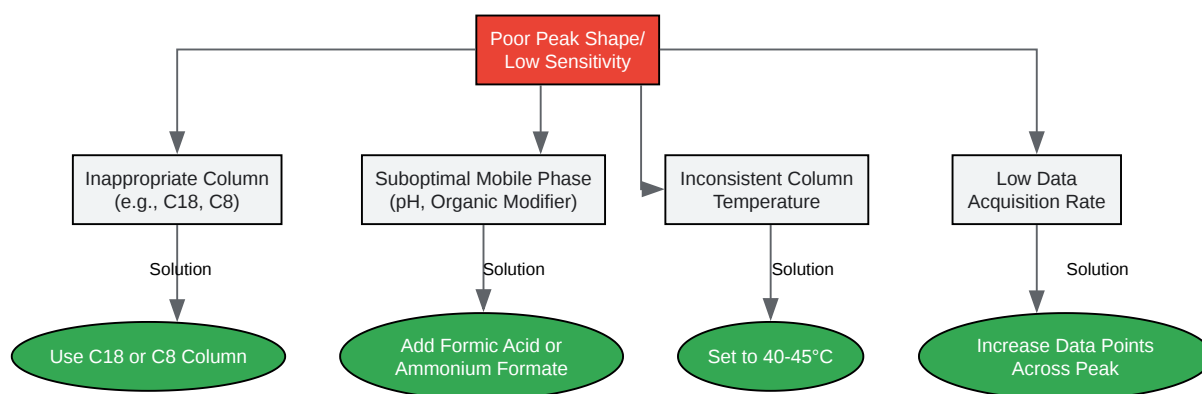 Poor Peak Shape/
Low Sensitivity
Inappropriate Column
(e.g., C18, C8)
Suboptimal Mobile Phase
(pH, Organic Modifier)
Inconsistent Column
Temperature
Low Data
Acquisition Rate
Solution
Solution
Solution
Solution
Use C18 or C8 Column
Add Formic Acid or
Ammonium Formate
Set to 40-45°C
Increase Data Points
Across Peak